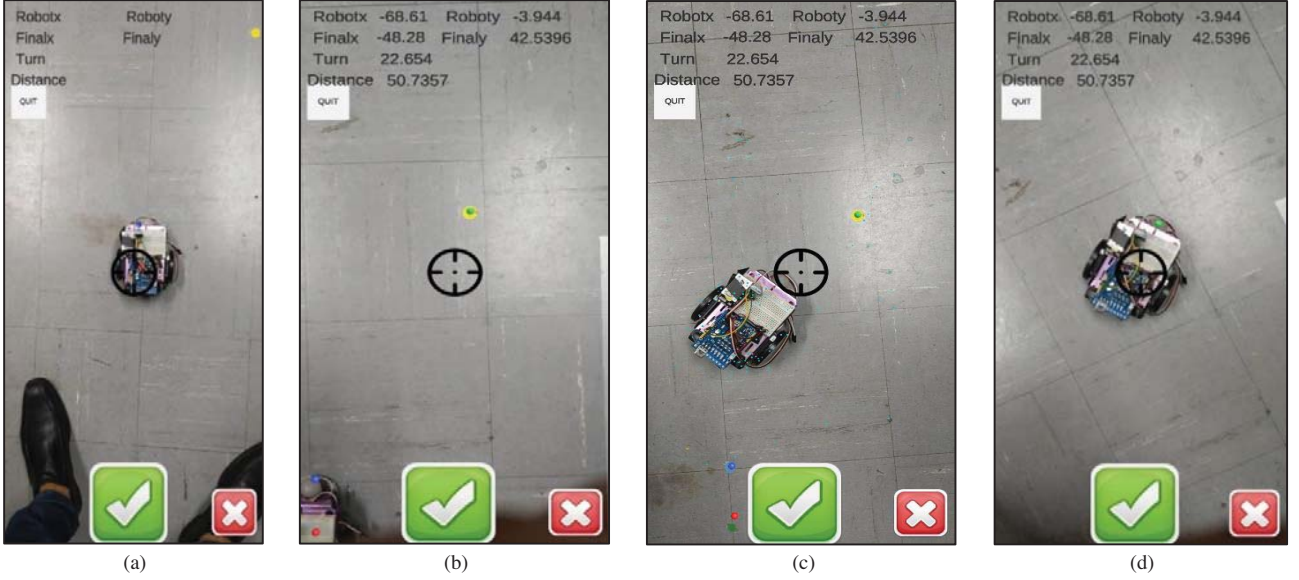 Robotx Roboty
Finalx Finaly
Turn
Distance
QUIT
Robotx -68.61 Roboty -3.944
Finalx -48.28 Finaly 42.5396
Turn 22.654
Distance 50.7357
QUIT
Robotx -68.61 Roboty -3.944
Finalx -48.28 Finaly 42.5396
Turn 22.654
Distance 50.7357
QUIT
Robotx -68.61 Roboty -3.944
Finalx -48.28 Finaly 42.5396
Turn 22.654
Distance 50.7357
QUIT
(a) (b) (c) (d)